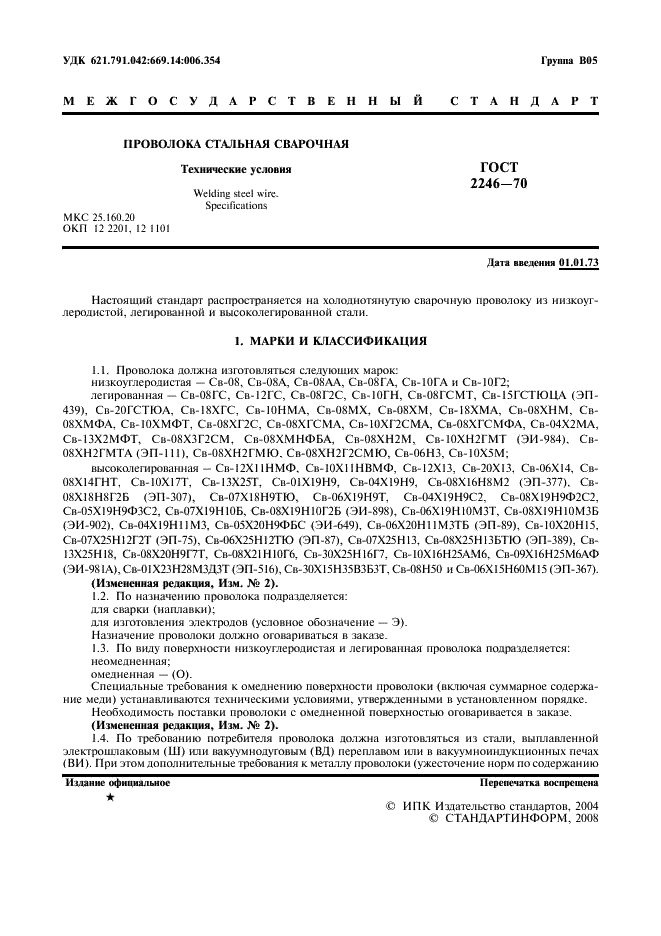 УДК 621.791.042:669.14:006.354
Группа В05
МЕЖГОСУДАРСТВЕННЫЙ СТАНДАРТ
ПРОВОЛОКА СТАЛЬНАЯ СВАРОЧНАЯ
Технические условия
Welding steel wire.
Specifications
ГОСТ
2246—70
МКС 25.160.20
ОКП 12 2201, 12 1101
Дата введения 01.01.73
Настоящий стандарт распространяется на холоднотянутую сварочную проволоку из низкоуг-
леродистой, легированной и высоколегированной стали.
1. МАРКИ И КЛАССИФИКАЦИЯ
1.1. Проволока должна изготовляться следующих марок:
низкоуглеродистая — Св-08, Св-08А, Св-08АА, Св-08ГА, Св-10ГА и Св-10Г2;
легированная — Св-08ГС, Св-12ГС, Св-08Г2С, Св-10ГН, Св-08ГСМТ, Св-15ГСТЮЦА (ЭП-
439), Св-20ГСТЮА, Св-18ХГС, Св-10НМА, Св-08МХ, Св-08ХМ, Св-18ХМА, Св-08ХНМ, Св-
08ХМФА, Св-10ХМФТ, Св-08ХГ2С, Св-08ХГСМА, Св-10ХГ2СМА, Св-08ХГСМФА, Св-04Х2МА,
Св-13Х2МФТ, Св-08Х3Г2СМ, Св-08ХМНФБА, Св-08ХН2М, Св-10ХН2ГМТ (ЭИ-984), Св-
08ХН2ГМТА (ЭП-111), Св-08ХН2ГМЮ, Св-08ХН2Г2СМЮ, Св-06Н3, Св-10Х5М;
высоколегированная — Св-12Х11НМФ, Св-10Х11НВМФ, Св-12Х13, Св-20Х13, Св-06Х14, Св-
08Х14ГНТ, Св-10Х17Т, Св-13Х25Т, Св-01Х19Н9, Св-04Х19Н9, Св-08Х16Н8М2 (ЭП-377), Св-
08Х18Н8Г2Б (ЭП-307), Св-07Х18Н9ТЮ, Св-06Х19Н9Т, Св-04Х19Н9С2, Св-08Х19Н9Ф2С2,
Св-05Х19Н9Ф3С2, Св-07Х19Н10Б, Св-08Х19Н10Г2Б (ЭИ-898), Св-06Х19Н10М3Т, Св-08Х19Н10М3Б
(ЭИ-902), Св-04Х19Н11М3, Св-05Х20Н9ФБС (ЭИ-649), Св-06Х20Н11М3ТБ (ЭП-89), Св-10Х20Н15,
Св-07Х25Н12Г2Т (ЭП-75), Св-06Х25Н12ТЮ (ЭП-87), Св-07Х25Н13, Св-08Х25Н13БТЮ (ЭП-389), Св-
13Х25Н18, Св-08Х20Н9Г7Т, Св-08Х21Н10Г6, Св-30Х25Н16Г7, Св-10Х16Н25АМ6, Св-09Х16Н25М6АФ
(ЭИ-981А), Св-01Х23Н28М3Д3Т (ЭП-516), Св-30Х15Н35В3Б3Т, Св-08Н50 и Св-06Х15Н60М15 (ЭП-367).
(Измененная редакция, Изм. № 2).
1.2. По назначению проволока подразделяется:
для сварки (наплавки);
для изготовления электродов (условное обозначение — Э).
Назначение проволоки должно оговариваться в заказе.
1.3. По виду поверхности низкоуглеродистая и легированная проволока подразделяется:
неомедненная;
омедненная — (О).
Специальные требования к омеднению поверхности проволоки (включая суммарное содержа-
ние меди) устанавливаются техническими условиями, утвержденными в установленном порядке.
Необходимость поставки проволоки с омедненной поверхностью оговаривается в заказе.
(Измененная редакция, Изм. № 2).
1.4. По требованию потребителя проволока должна изготовляться из стали, выплавленной
электрошлаковым (Ш) или вакуумнодуговым (ВД) переплавом или в вакуумноиндукционных печах
(ВИ). При этом дополнительные требования к металлу проволоки (ужесточение норм по содержанию
Издание официальное
Перепечатка воспрещена
★
© ИПК Издательство стандартов, 2004
© СТАНДАРТИНФОРМ, 2008